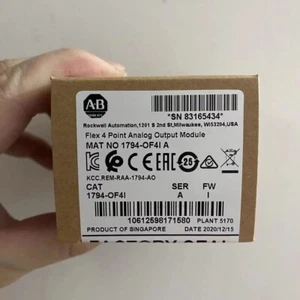 AB
*SN 83165434*
Rockwell Automation,1201 S 2nd St,Milwaukee, WI53204,USA
Flex 4 Point Analog Output Module
MAT NO 1794-OF4I A
KCC.REM-RAA-1794-AO
CAT SER FW
1794-OF4I A I
10612598171580 PLANT 5170
PRODUCT OF SINGAPORE DATE 2020/12/15
FACTORY SEAL